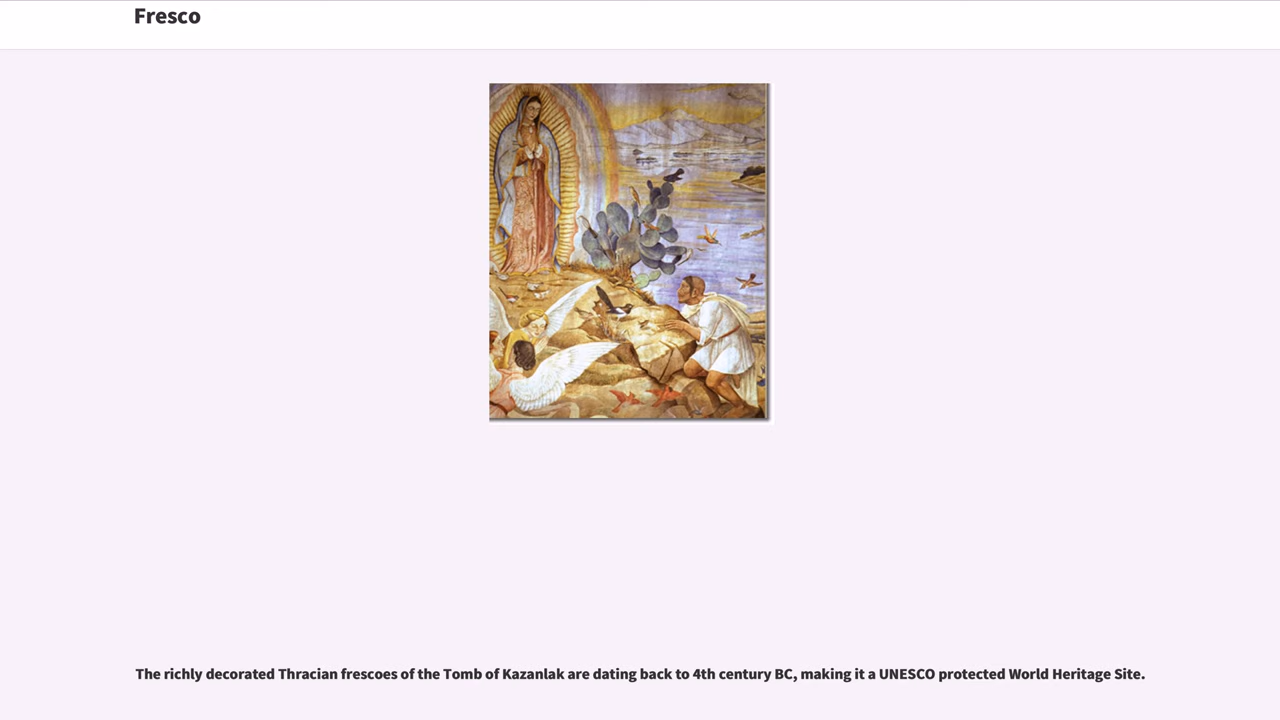 Fresco
The richly decorated Thracian frescoes of the Tomb of Kazanlak are dating back to 4th century BC, making it a UNESCO protected World Heritage Site.